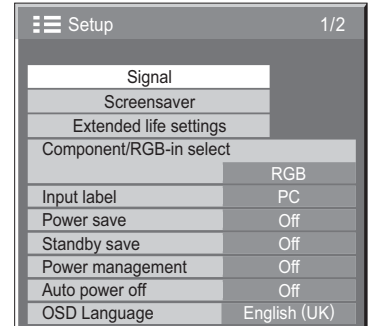 Setup 1/2
Signal
Screensaver
Extended life settings
Component/RGB-in select
RGB
Input label PC
Power save Off
Standby save Off
Power management Off
Auto power off Off
OSD Language English (UK)